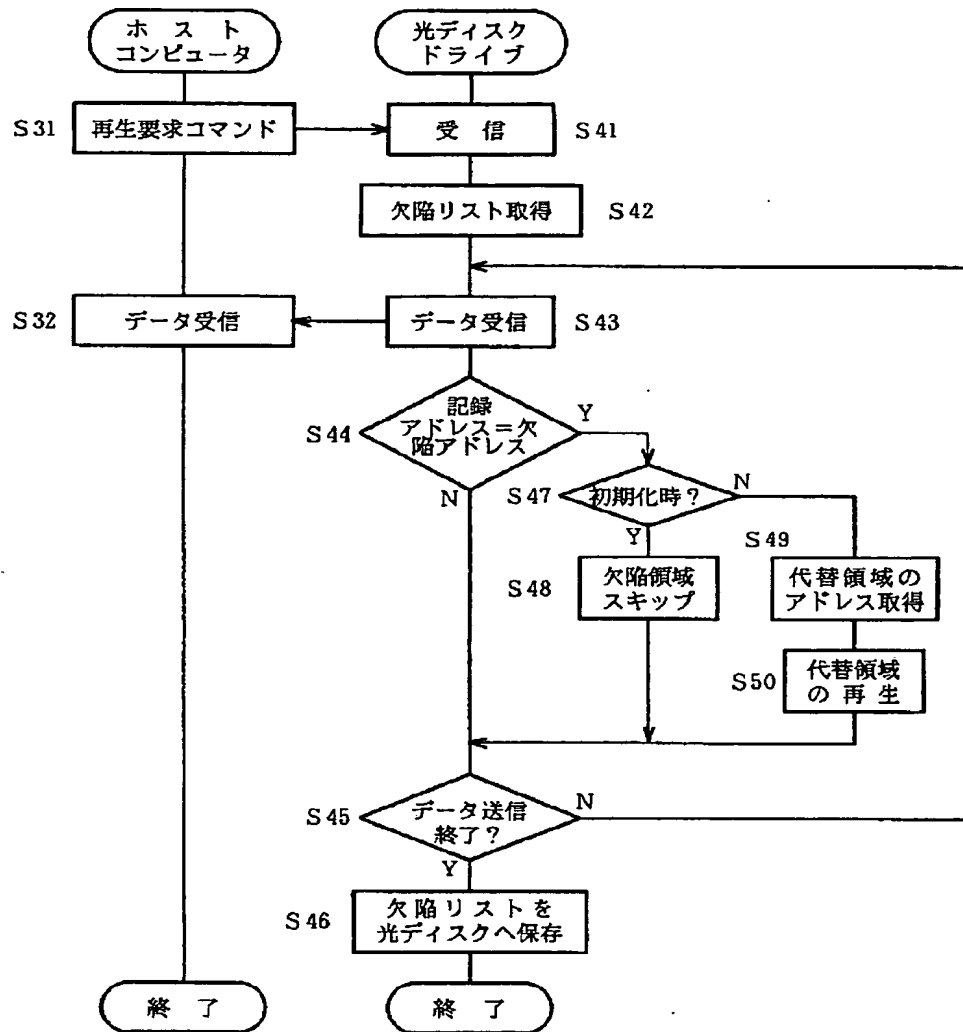 ホスト
コンピュータ
光ディスク
ドライブ
S31
再生要求コマンド
受信
S41
欠陥リスト取得
S42
S32
データ受信
データ受信
S43
S44
記録
アドレス=欠
陥アドレス
Y
N
S47
初期化時?
N
Y
S48
欠陥領域
スキップ
S49
代替領域の
アドレス取得
S50
代替領域
の再生
S45
データ送信
終了?
N
Y
S46
欠陥リストを
光ディスクへ保存
終了
終了